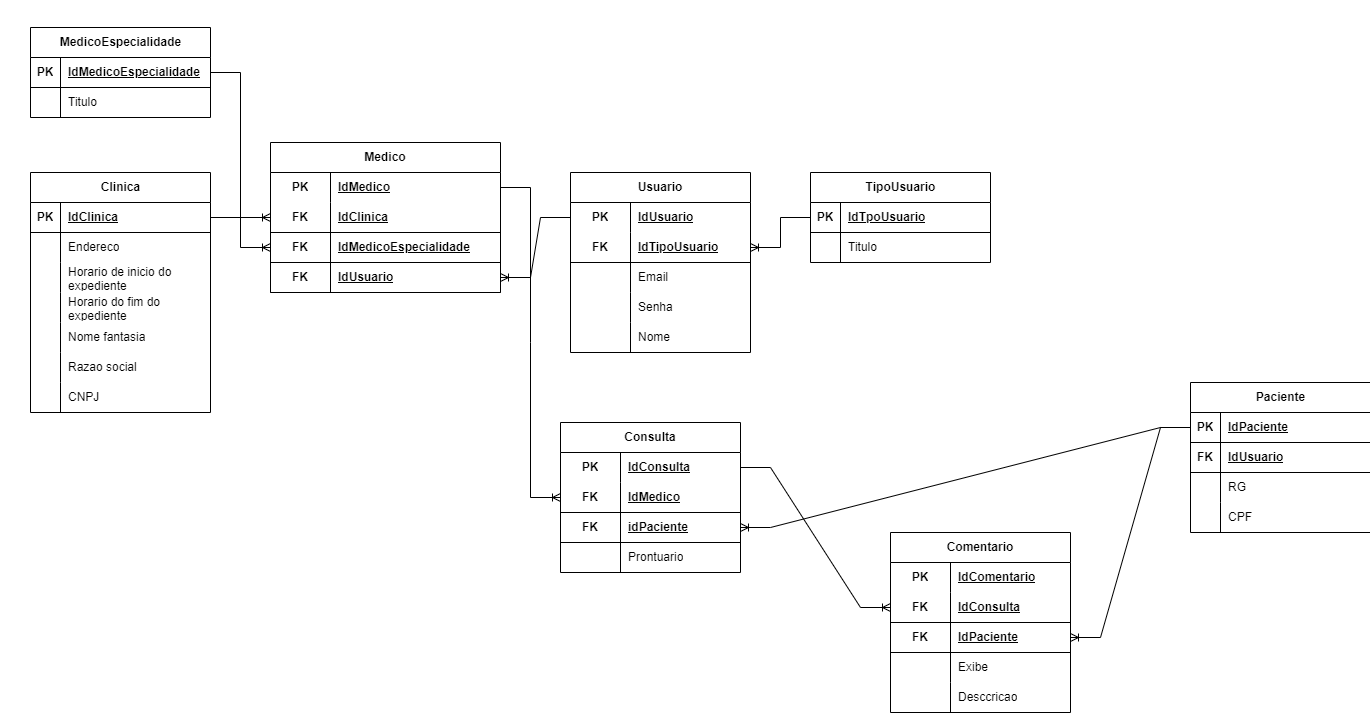 MedicoEspecialidade
PK IdMedicoEspecialidade
Titulo
Clinica
PK IdClinica
Endereco
Horario de inicio do
expediente
Horario do fim do
expediente
Nome fantasia
Razao social
CNPJ
Medico
PK IdMedico
FK IdClinica
FK IdMedicoEspecialidade
FK IdUsuario
Usuario
PK IdUsuario
FK IdTipoUsuario
Email
Senha
Nome
TipoUsuario
PK IdTpoUsuario
Titulo
Consulta
PK IdConsulta
FK IdMedico
FK idPaciente
Prontuario
Comentario
PK IdComentario
FK IdConsulta
FK IdPaciente
Exibe
Desccricao
Paciente
PK IdPaciente
FK IdUsuario
RG
CPF